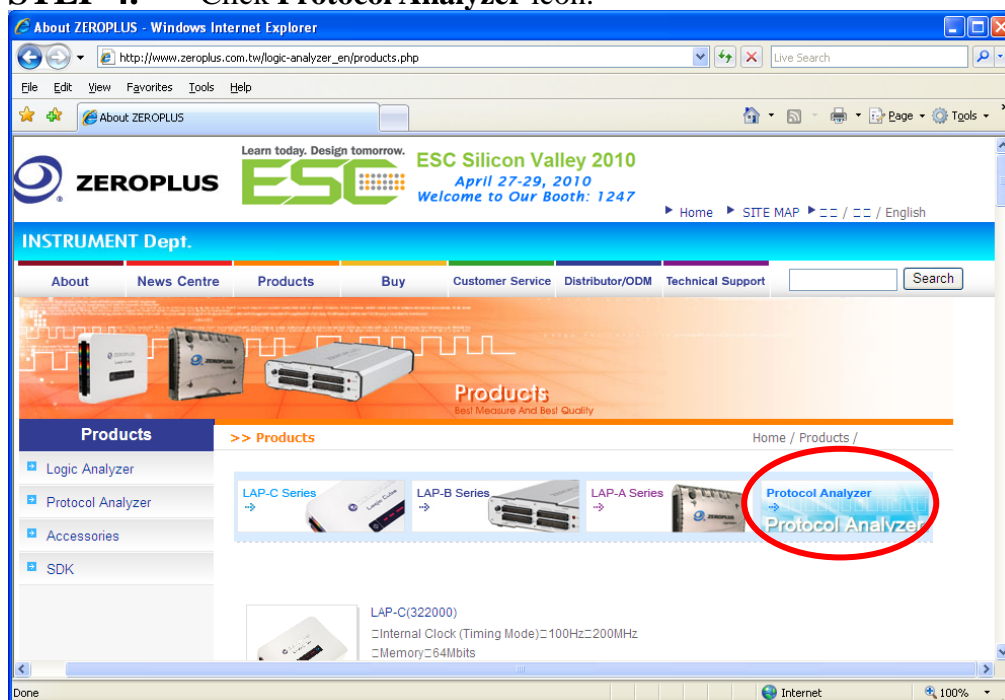 STEP 4. Click Protocol Analyzer icon.
About ZEROPLUS - Windows Internet Explorer
http://www.zeroplus.com.tw/logic-analyzer_en/products.php
Live Search
File Edit View Favorites Tools Help
About ZEROPLUS
Page Tools
ZEROPLUS
Learn today. Design tomorrow.
ESC
ESC Silicon Valley 2010
April 27-29, 2010
Welcome to Our Booth: 1247
Home SITE MAP □□ / □□ / English
INSTRUMENT Dept.
About News Centre Products Buy Customer Service Distributor/ODM Technical Support Search
Products
Best Measure And Best Quality
Products
>> Products
Home / Products /
Logic Analyzer
Protocol Analyzer
Accessories
SDK
LAP-C Series
LAP-B Series
LAP-A Series
Protocol Analyzer
Protocol Analyzer
LAP-C(322000)
□Internal Clock (Timing Mode)□100Hz□200MHz
□Memory□64Mbits
Done
Internet
100%